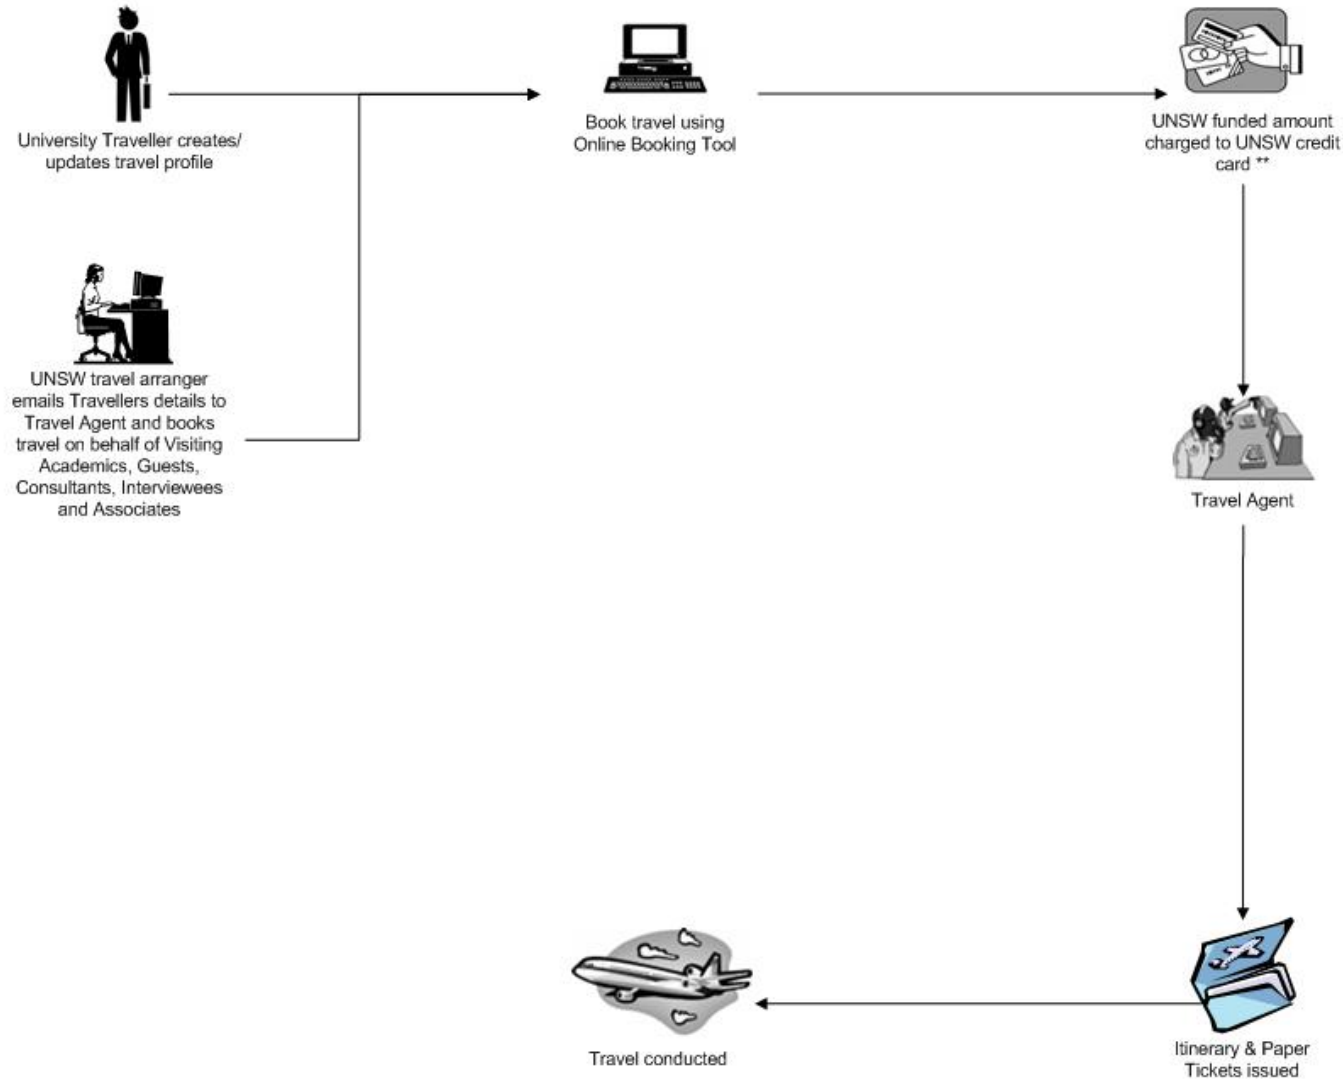 University Traveller creates/
updates travel profile
Book travel using
Online Booking Tool
UNSW funded amount
charged to UNSW credit
card **
UNSW travel arranger
emails Travellers details to
Travel Agent and books
travel on behalf of Visiting
Academics, Guests,
Consultants, Interviewees
and Associates
Travel Agent
Travel conducted
Itinerary & Paper
Tickets issued